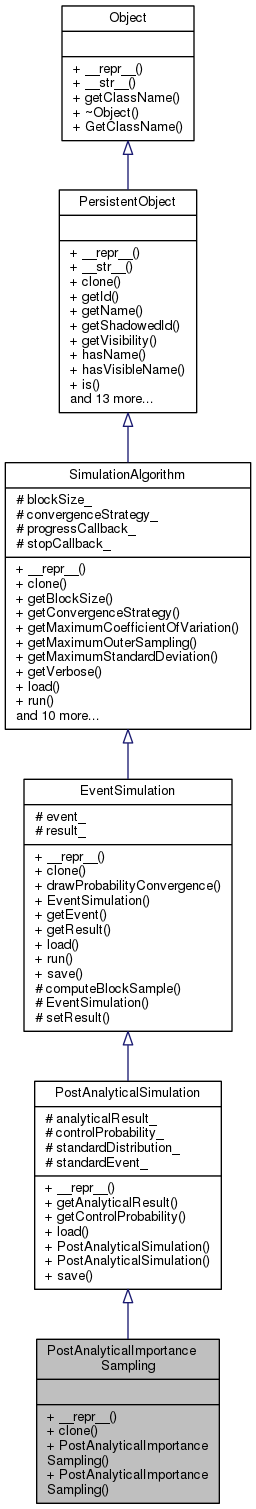 Object
+ __repr__()
+ __str__()
+ getClassName()
+ ~Object()
+ GetClassName()
PersistentObject
+ __repr__()
+ __str__()
+ clone()
+ getId()
+ getName()
+ getShadowedId()
+ getVisibility()
+ hasName()
+ hasVisibleName()
+ is()
and 13 more...
SimulationAlgorithm
# blockSize_
# convergenceStrategy_
# progressCallback_
# stopCallback_
+ __repr__()
+ clone()
+ getBlockSize()
+ getConvergenceStrategy()
+ getMaximumCoefficientOfVariation()
+ getMaximumOuterSampling()
+ getMaximumStandardDeviation()
+ getVerbose()
+ load()
+ run()
and 10 more...
EventSimulation
# event_
# result_
+ __repr__()
+ clone()
+ drawProbabilityConvergence()
+ EventSimulation()
+ getEvent()
+ getResult()
+ load()
+ run()
+ save()
# computeBlockSample()
# EventSimulation()
# setResult()
PostAnalyticalSimulation
# analyticalResult_
# controlProbability_
# standardDistribution_
# standardEvent_
+ __repr__()
+ getAnalyticalResult()
+ getControlProbability()
+ load()
+ PostAnalyticalSimulation()
+ PostAnalyticalSimulation()
+ save()
PostAnalyticalImportance
Sampling
+ __repr__()
+ clone()
+ PostAnalyticalImportance
Sampling()
+ PostAnalyticalImportance
Sampling()